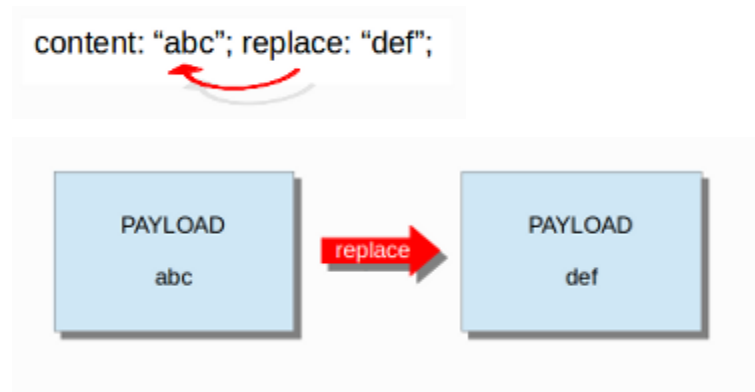 content: “abc”; replace: “def”;
PAYLOAD
abc
replace
PAYLOAD
def